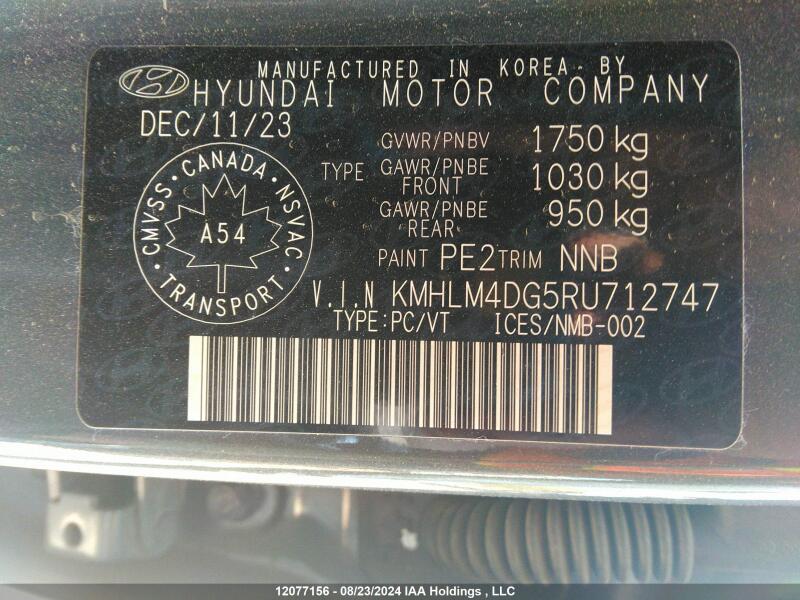 MANUFACTURED IN KOREA BY
HYUNDAI MOTOR COMPANY
DEC/11/23
GVWR/PNBV 1750 kg
TYPE GAWR/PNBE FRONT 1030 kg
GAWR/PNBE REAR 950 kg
CMVSS · CANADA · NSVAC · TRANSPORT ·
A54
PAINT PE2 TRIM NNB
V.I.N KMHLM4DG5RU712747
TYPE:PC/VT ICES/NMB-002
12077156 - 08/23/2024 IAA Holdings , LLC